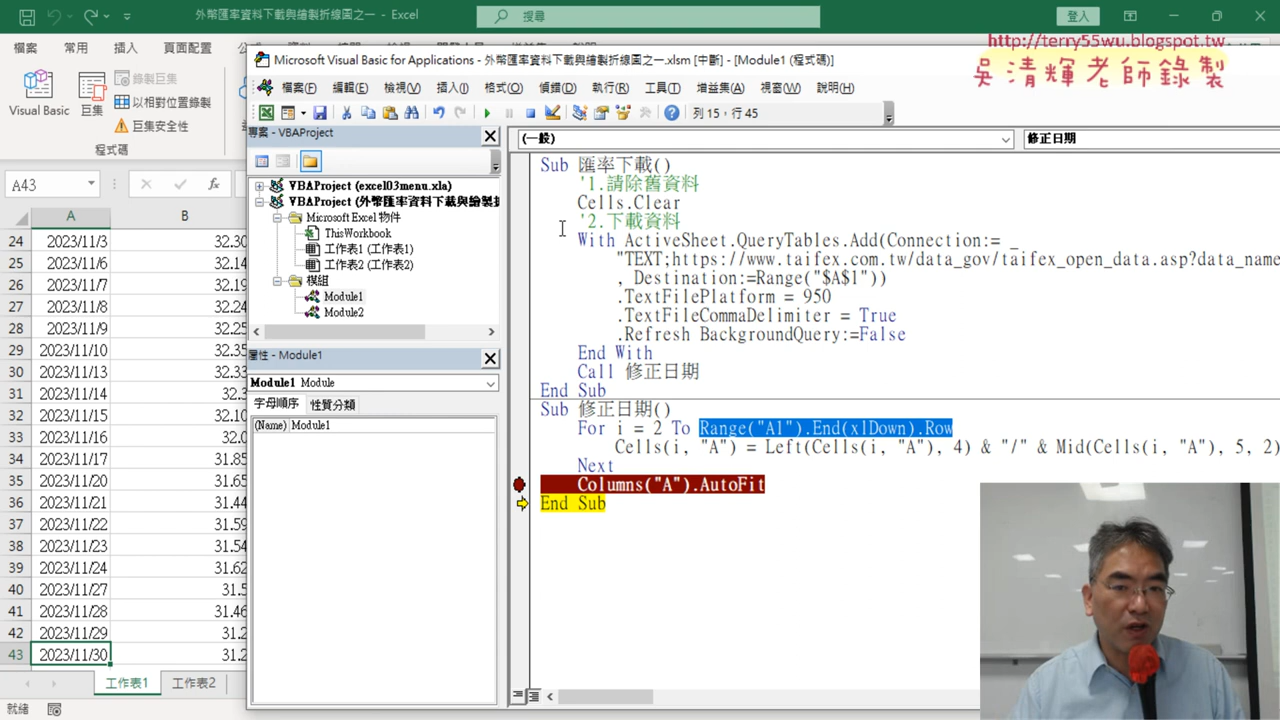 外幣匯率資料下載與繪製折線圖之一 - Excel
搜尋
登入
檔案
常用
插入
頁面配置
Visual Basic
巨集
錄製巨集
以相對位置錄製
巨集安全性
程式碼
http://terry55wu.blogspot.tw
吳清輝老師錄製
Microsoft Visual Basic for Applications - 外幣匯率資料下載與繪製折線圖之一.xlsm [中斷] - [Module1 (程式碼)]
檔案(F)
編輯(E)
檢視(V)
插入(I)
格式(O)
偵錯(D)
執行(R)
工具(T)
增益集(A)
視窗(W)
說明(H)
列 15，行 45
專案 - VBAProject
VBAProject (excel03menu.xla)
VBAProject (外幣匯率資料下載與繪製折
Microsoft Excel 物件
ThisWorkbook
工作表1 (工作表1)
工作表2 (工作表2)
模組
Module1
Module2
屬性 - Module1
Module1 Module
字母順序
性質分類
(Name) Module1
(一般)
修正日期
Sub 匯率下載()
'1.請除舊資料
Cells.Clear
'2.下載資料
With ActiveSheet.QueryTables.Add(Connection:= _
"TEXT;https://www.taifex.com.tw/data_gov/taifex_open_data.asp?data_name
, Destination:=Range("$A$1"))
.TextFilePlatform = 950
.TextFileCommaDelimiter = True
.Refresh BackgroundQuery:=False
End With
Call 修正日期
End Sub
Sub 修正日期()
For i = 2 To Range("A1").End(xlDown).Row
Cells(i, "A") = Left(Cells(i, "A"), 4) & "/" & Mid(Cells(i, "A"), 5, 2)
Next
Columns("A").AutoFit
End Sub
A43
A
B
24 2023/11/3 32.30
25 2023/11/6 32.14
26 2023/11/7 32.18
27 2023/11/8 32.24
28 2023/11/9 32.25
29 2023/11/10 32.35
30 2023/11/13 32.33
31 2023/11/14 32.3
32 2023/11/15 32.10
33 2023/11/16 32.0
34 2023/11/17 31.85
35 2023/11/20 31.65
36 2023/11/21 31.44
37 2023/11/22 31.59
38 2023/11/23 31.54
39 2023/11/24 31.62
40 2023/11/27 31.5
41 2023/11/28 31.46
42 2023/11/29 31.2
43 2023/11/30 31.2
工作表1
工作表2
就緒